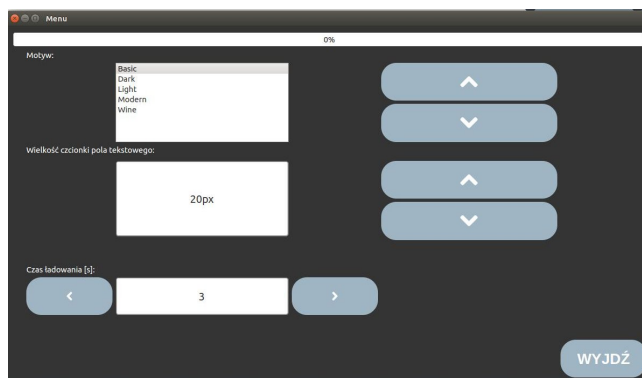 Menu
0%
Motyw:
Basic
Dark
Light
Modern
Wine
Wielkość czcionki pola tekstowego:
20px
Czas ładowania [s]:
3
WYJDŹ